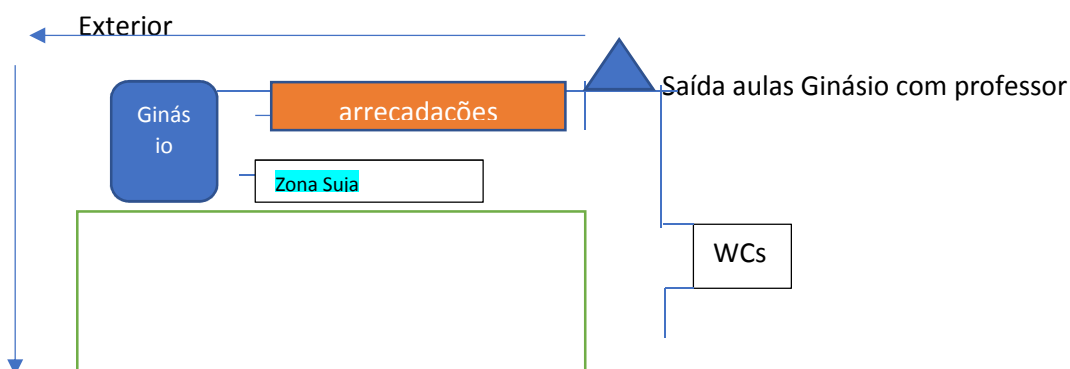 Exterior
Saída aulas Ginásio com professor
Ginás
io
arrecadacões
Zona Suja
WCs